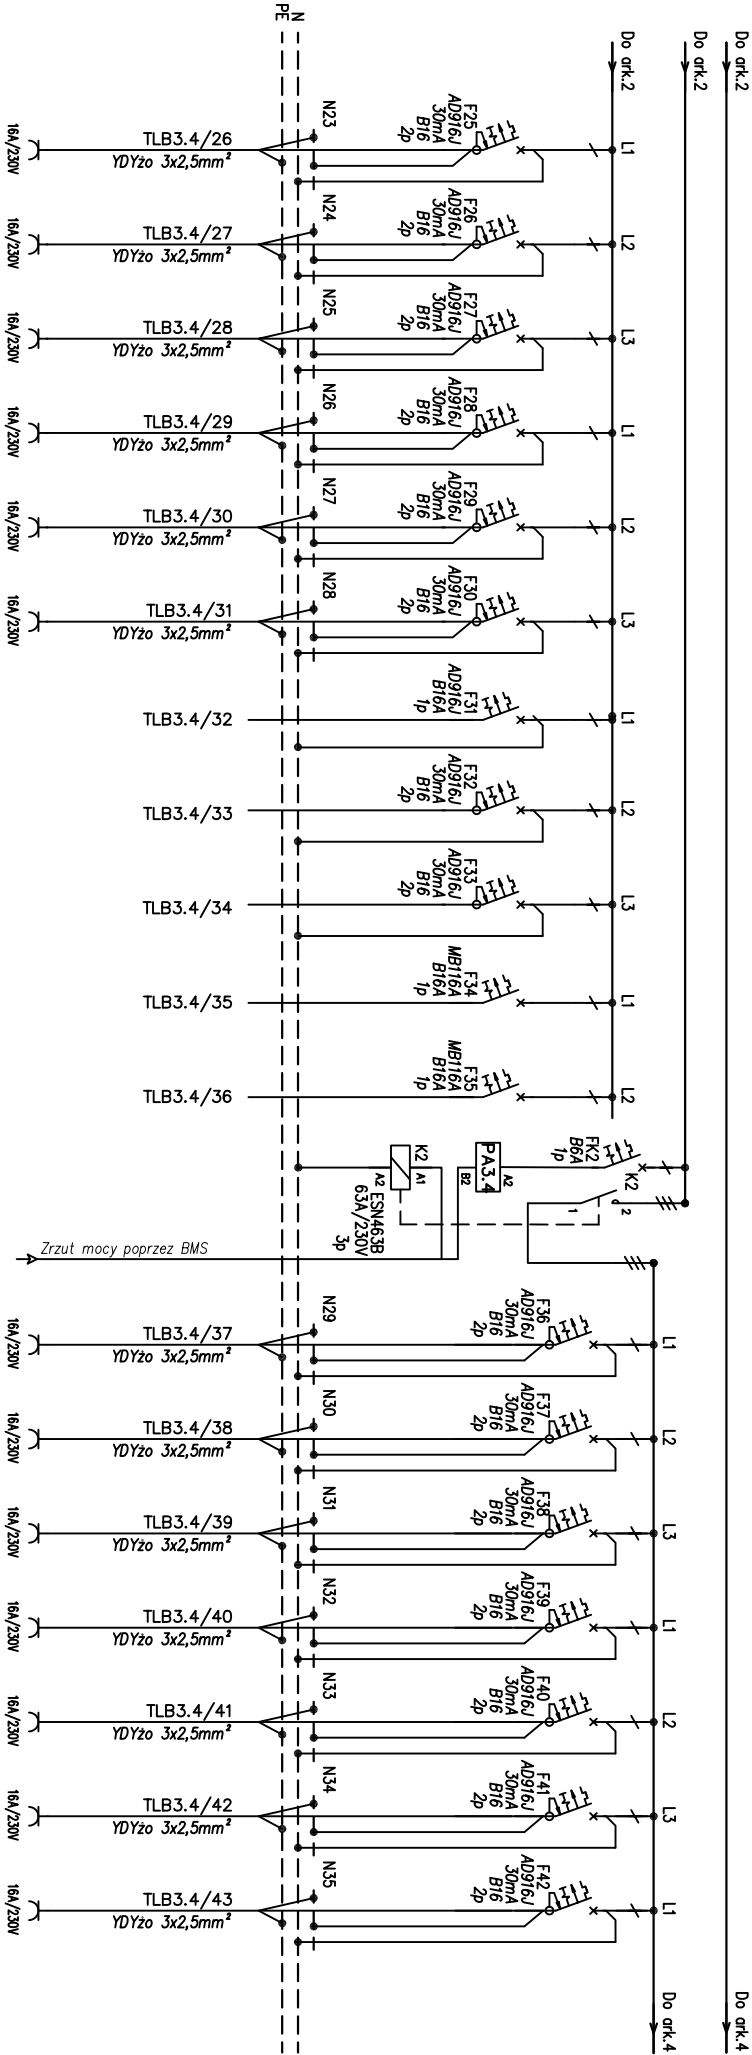 Do ark.2
Do ark.2
Do ark.2
N
PE
L1
F25
AD916J
30mA
B16
2p
N23
TLB3.4/26
YDYżo 3x2,5mm²
16A/230V
L2
F26
AD916J
30mA
B16
2p
N24
TLB3.4/27
YDYżo 3x2,5mm²
16A/230V
L3
F27
AD916J
30mA
B16
2p
N25
TLB3.4/28
YDYżo 3x2,5mm²
16A/230V
L1
F28
AD916J
30mA
B16
2p
N26
TLB3.4/29
YDYżo 3x2,5mm²
16A/230V
L2
F29
AD916J
30mA
B16
2p
N27
TLB3.4/30
YDYżo 3x2,5mm²
16A/230V
L3
F30
AD916J
30mA
B16
2p
N28
TLB3.4/31
YDYżo 3x2,5mm²
16A/230V
L1
F31
AD916J
B16A
1p
TLB3.4/32
L2
F32
AD916J
30mA
B16
2p
TLB3.4/33
L3
F33
AD916J
30mA
B16
2p
TLB3.4/34
L1
F34
MB116A
B16A
1p
TLB3.4/35
L2
F35
MB116A
B16A
1p
TLB3.4/36
FK2
B6A
1p
K2
1
2
PA3.4
A2
B2
K2
A1
A2
ESN463B
63A/230V
3p
Zrzut mocy poprzez BMS
L1
F36
AD916J
30mA
B16
2p
N29
TLB3.4/37
YDYżo 3x2,5mm²
16A/230V
L2
F37
AD916J
30mA
B16
2p
N30
TLB3.4/38
YDYżo 3x2,5mm²
16A/230V
L3
F38
AD916J
30mA
B16
2p
N31
TLB3.4/39
YDYżo 3x2,5mm²
16A/230V
L1
F39
AD916J
30mA
B16
2p
N32
TLB3.4/40
YDYżo 3x2,5mm²
16A/230V
L2
F40
AD916J
30mA
B16
2p
N33
TLB3.4/41
YDYżo 3x2,5mm²
16A/230V
L3
F41
AD916J
30mA
B16
2p
N34
TLB3.4/42
YDYżo 3x2,5mm²
16A/230V
L1
F42
AD916J
30mA
B16
2p
N35
TLB3.4/43
YDYżo 3x2,5mm²
16A/230V
Do ark.4
Do ark.4